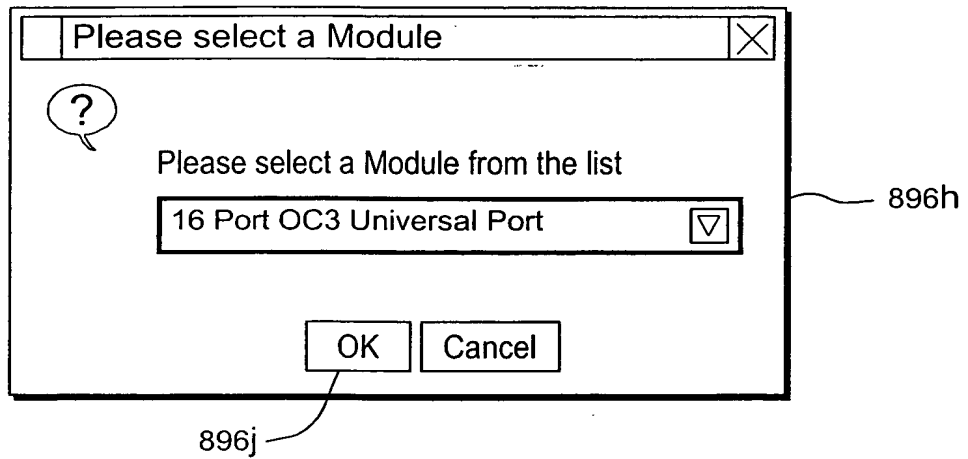 Please select a Module
?
Please select a Module from the list
16 Port OC3 Universal Port
896h
OK Cancel
896j